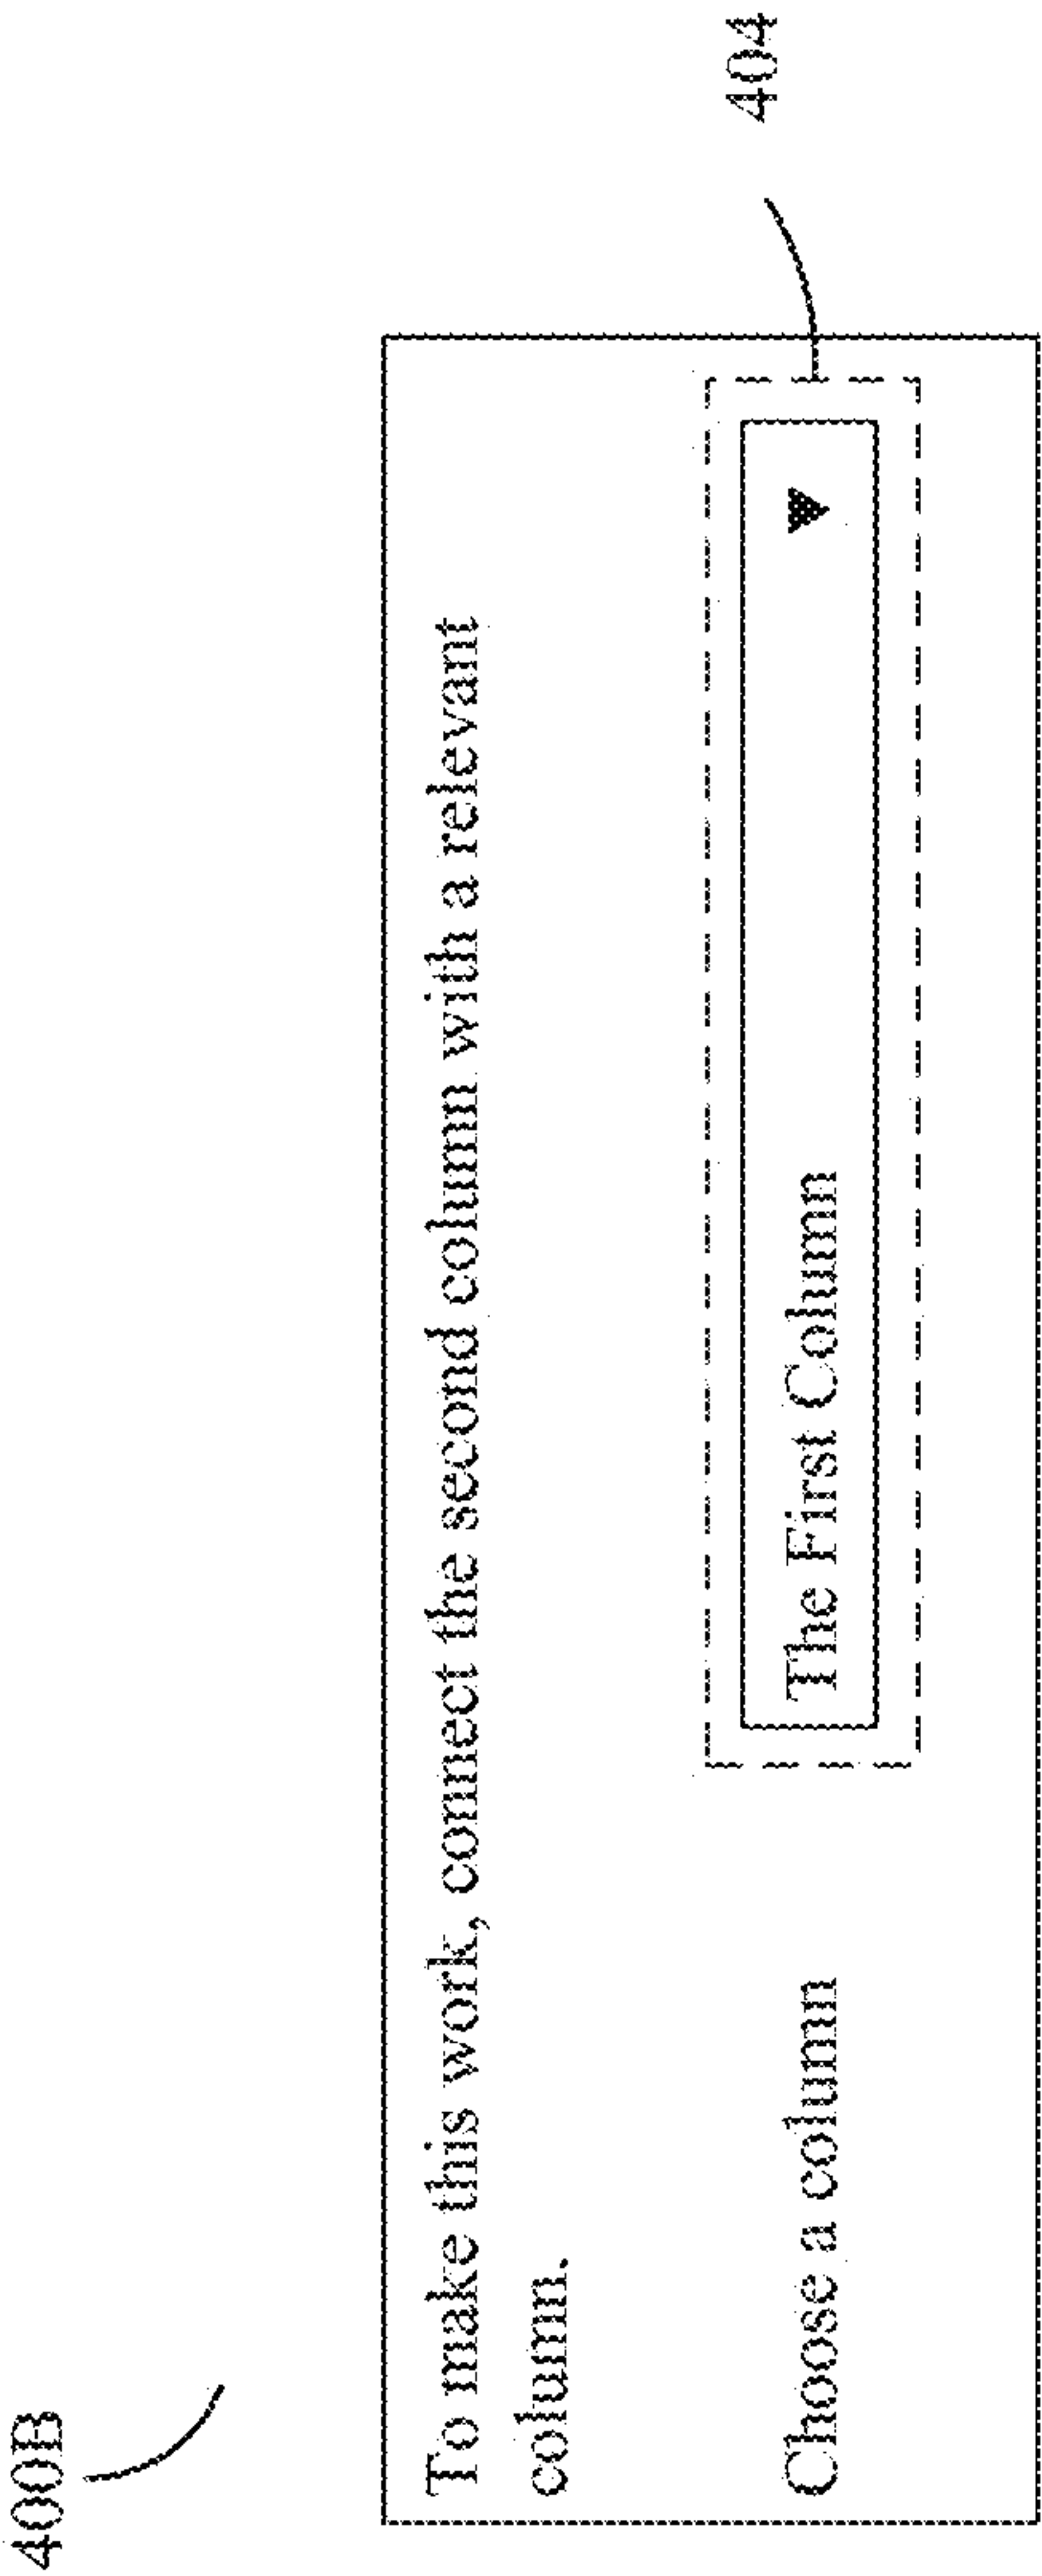 400B
To make this work, connect the second column with a relevant
column.
Choose a column
The First Column
404